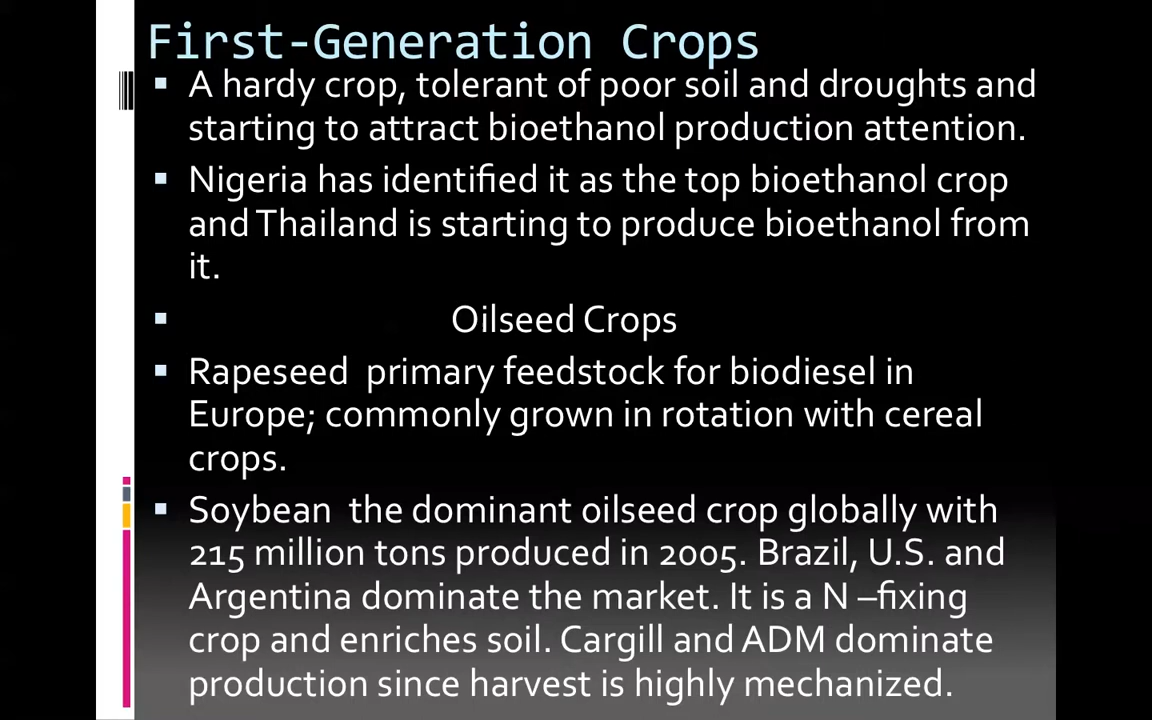 First-Generation Crops
▪ A hardy crop, tolerant of poor soil and droughts and
starting to attract bioethanol production attention.
▪ Nigeria has identified it as the top bioethanol crop
and Thailand is starting to produce bioethanol from
it.
▪ Oilseed Crops
▪ Rapeseed primary feedstock for biodiesel in
Europe; commonly grown in rotation with cereal
crops.
▪ Soybean the dominant oilseed crop globally with
215 million tons produced in 2005. Brazil, U.S. and
Argentina dominate the market. It is a N –fixing
crop and enriches soil. Cargill and ADM dominate
production since harvest is highly mechanized.